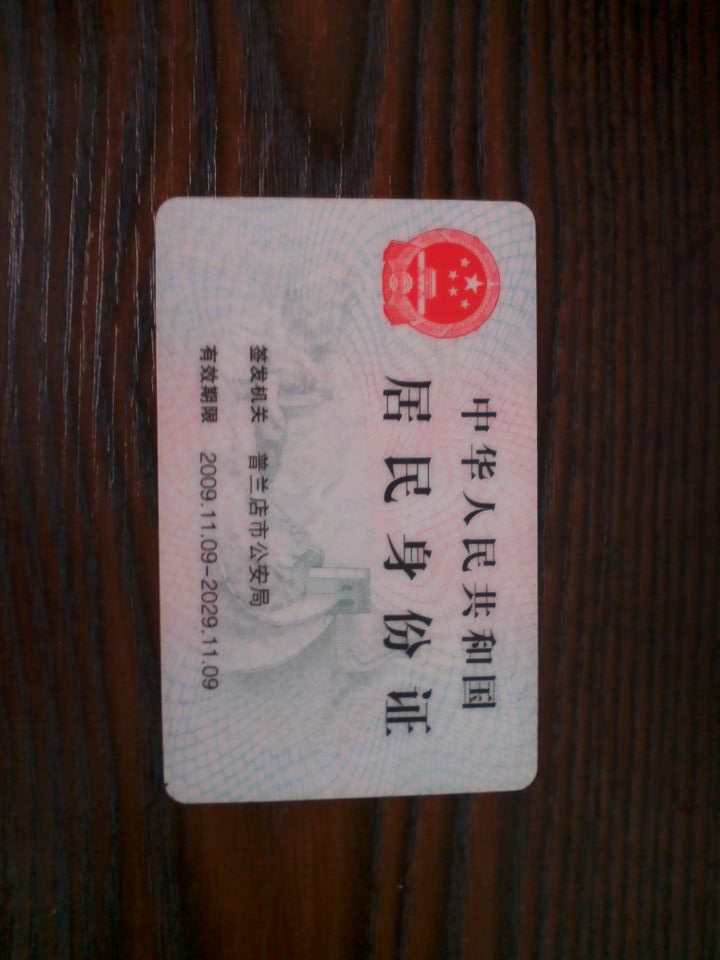 中华人民共和国
居民身份证
签发机关 普兰店市公安局
有效期限 2009.11.09-2029.11.09